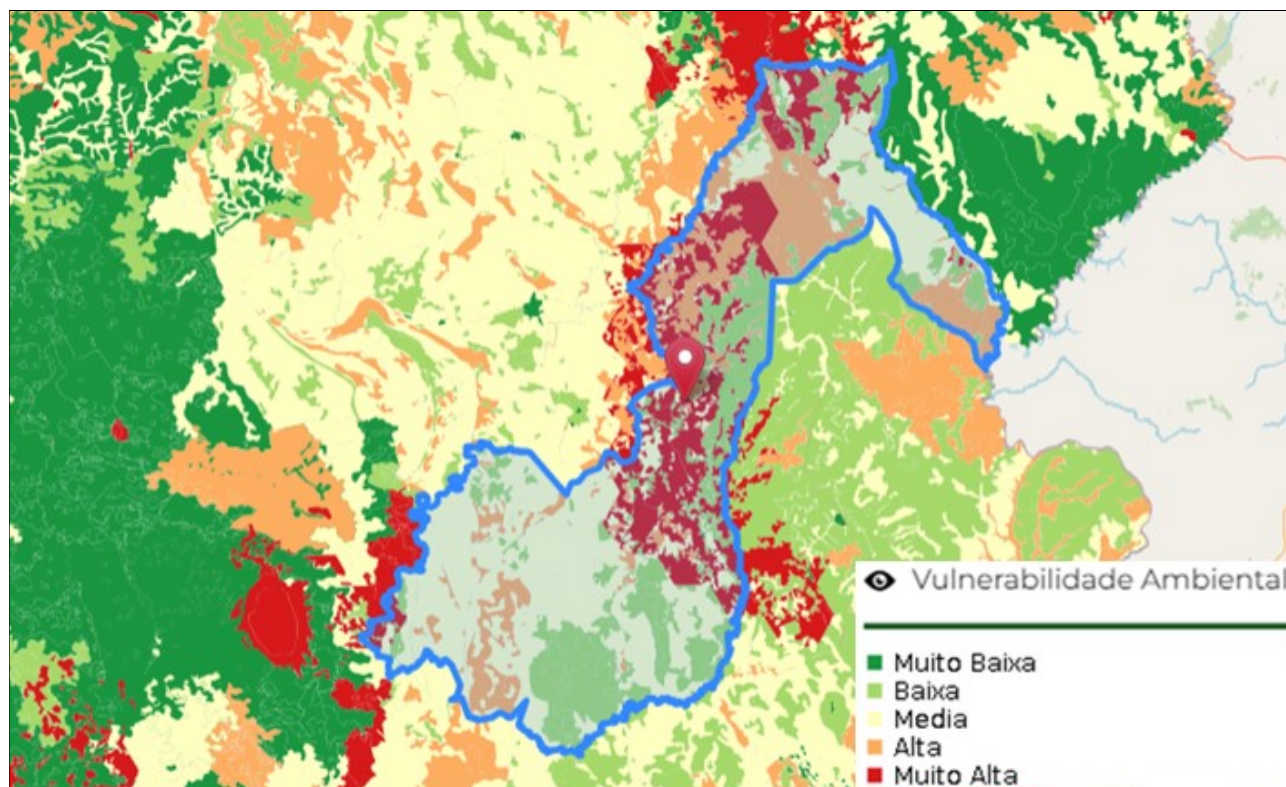 Vulnerabilidade Ambiental
Muito Baixa
Baixa
Media
Alta
Muito Alta